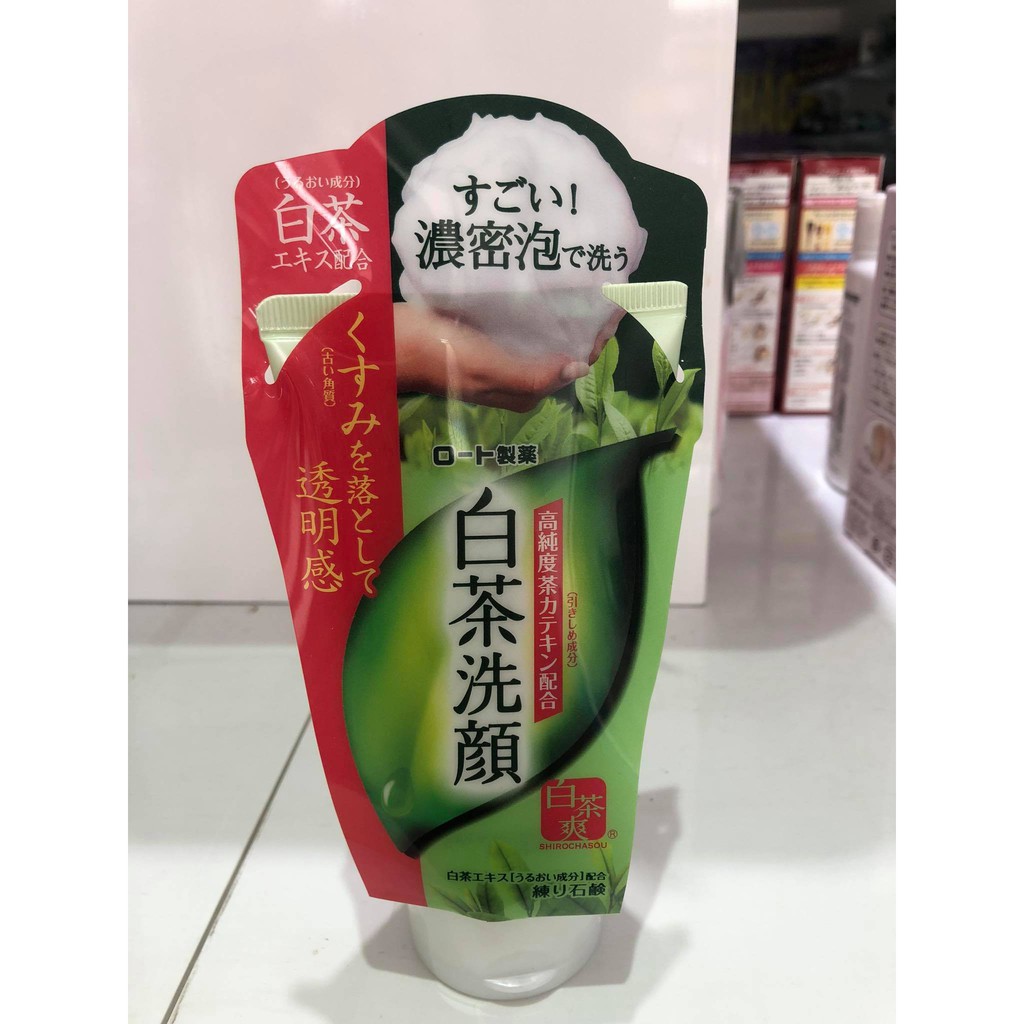 (うるおい成分)
白茶
エキス配合
すごい!
濃密泡で洗う
くすみを落として
(古い角質)
透明感
ロート製薬
白茶洗顔
高純度茶カテキン配合
(引きしめ成分)
白茶爽
®
SHIROCHASOU
白茶エキス[うるおい成分]配合
練り石鹸